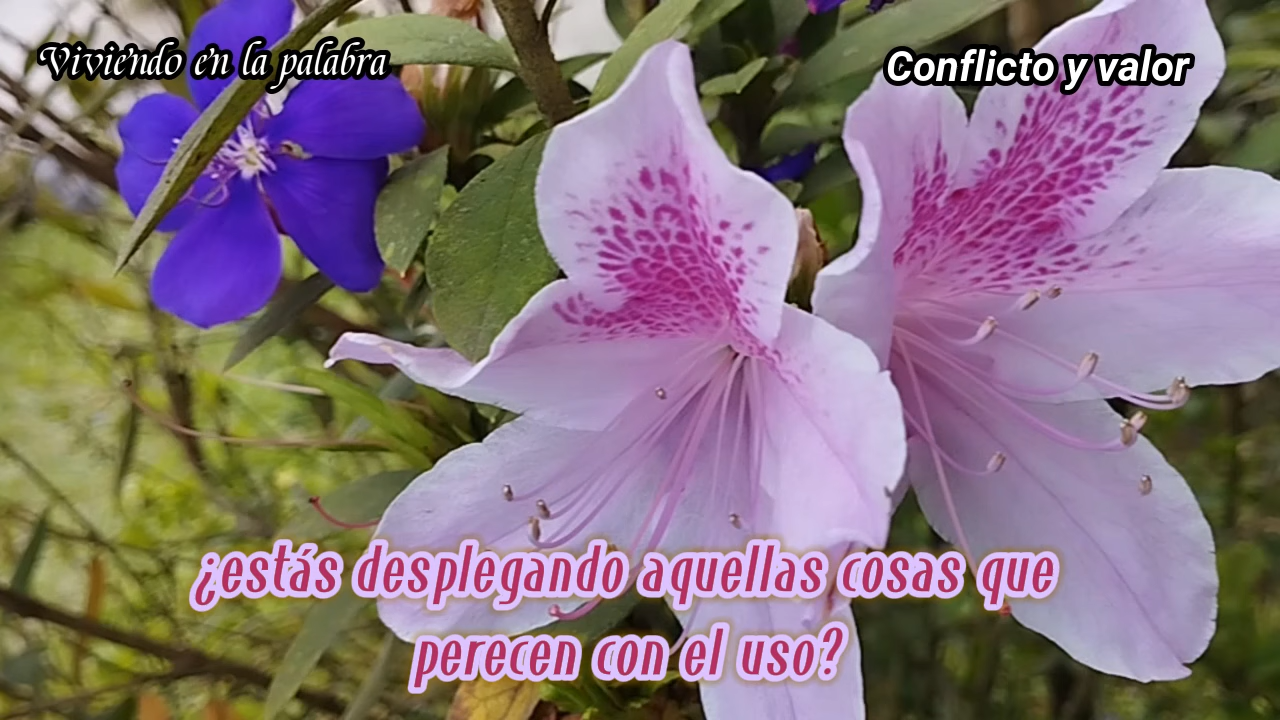 Viviendo en la palabra
Conflicto y valor
¿estás desplegando aquellas cosas que
perecen con el uso?